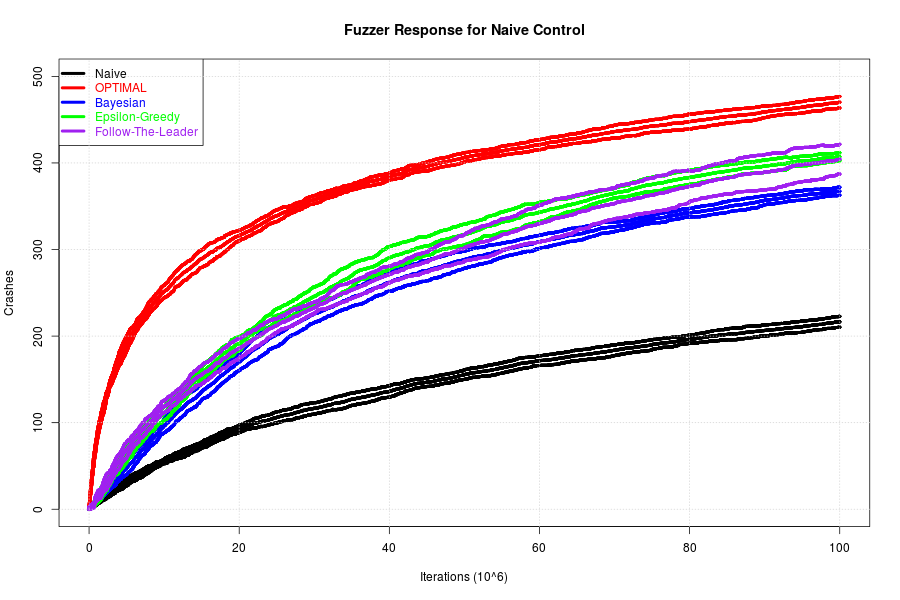 Fuzzer Response for Naive Control
Naive
OPTIMAL
Bayesian
Epsilon-Greedy
Follow-The-Leader
500
400
300
200
100
0
Crashes
0 20 40 60 80 100
Iterations (10^6)